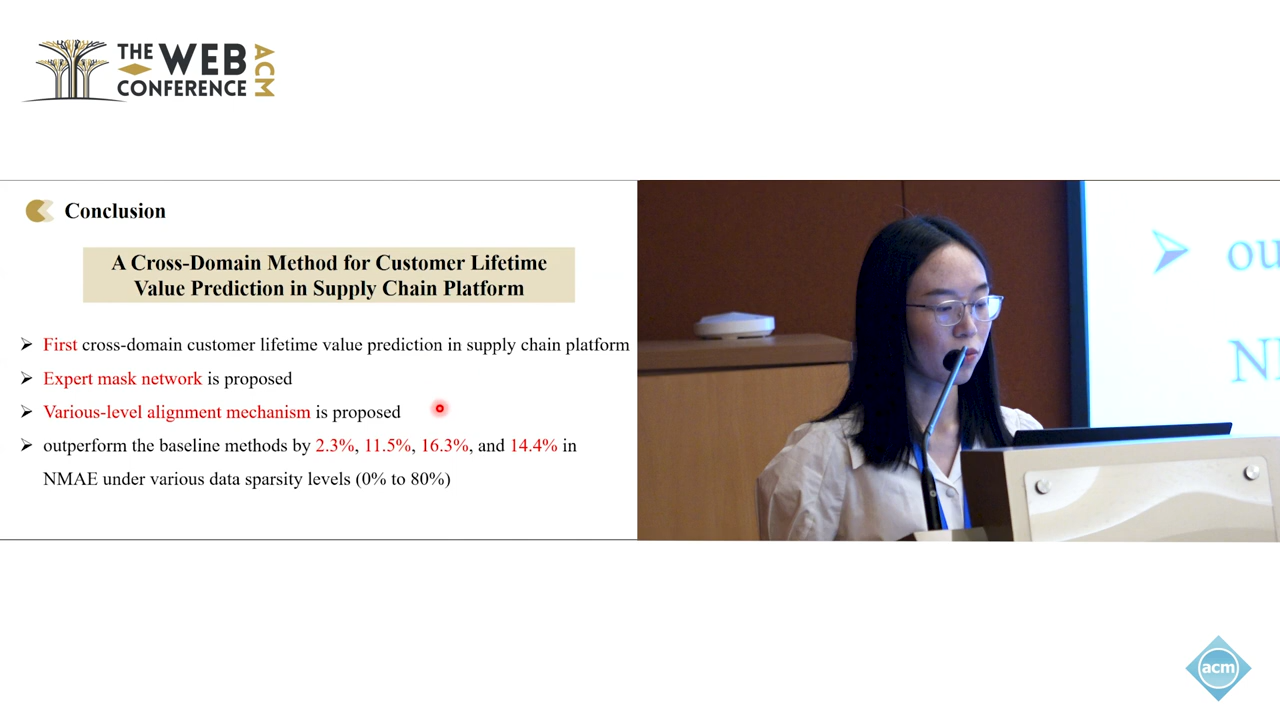 THE WEB
CONFERENCE
ACM
Conclusion
A Cross-Domain Method for Customer Lifetime
Value Prediction in Supply Chain Platform
➢ First cross-domain customer lifetime value prediction in supply chain platform
➢ Expert mask network is proposed
➢ Various-level alignment mechanism is proposed
➢ outperform the baseline methods by 2.3%, 11.5%, 16.3%, and 14.4% in
NMAE under various data sparsity levels (0% to 80%)
ou
acm